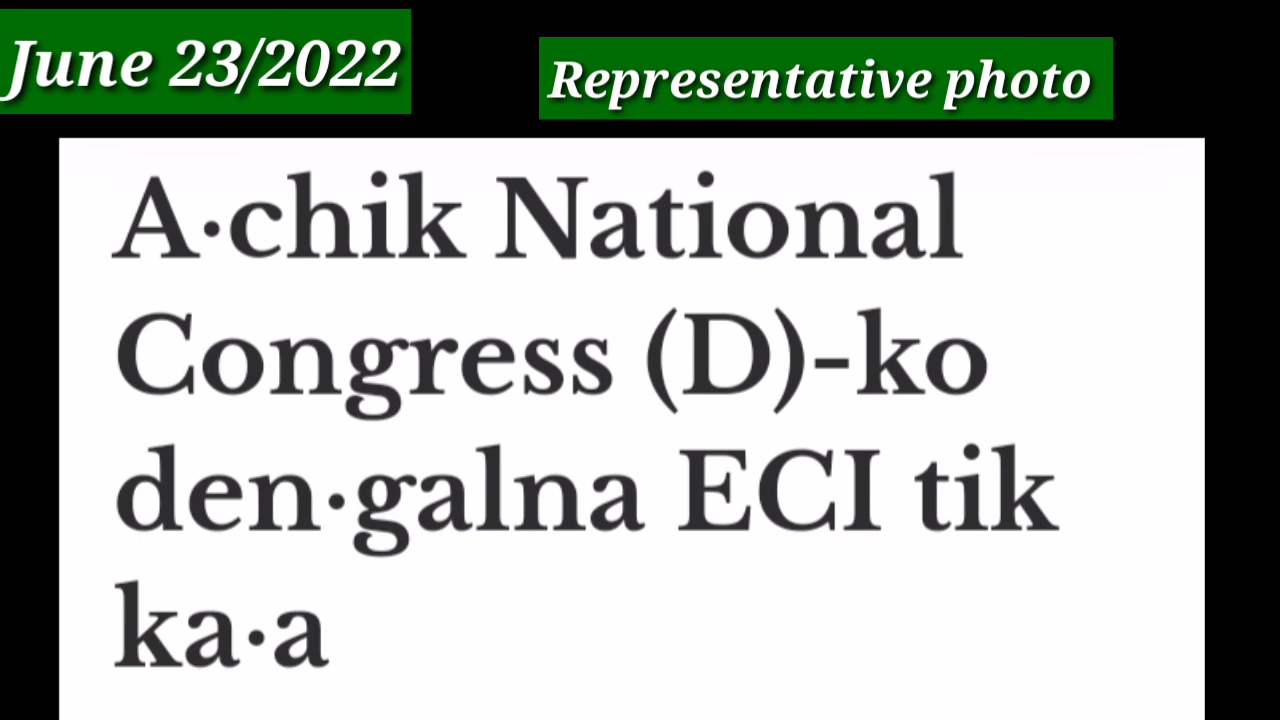 June 23/2022
Representative photo
A·chik National
Congress (D)-ko
den·galna ECI tik
ka·a